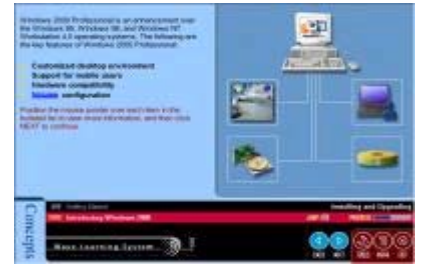 Windows 2000 Professional is an enhancement over
the Windows 95, Windows 98, and Windows NT
Workstation 4.0 operating systems. The following are
the key features of Windows 2000 Professional:
Customized desktop environment
Support for mobile users
Hardware compatibility
configuration
Position the mouse pointer over each item in the
bulleted list to view more information, and then click
NEXT to continue.
Concepts
Getting Started
Installing and Upgrading
Introducing Windows 2000
Learning System